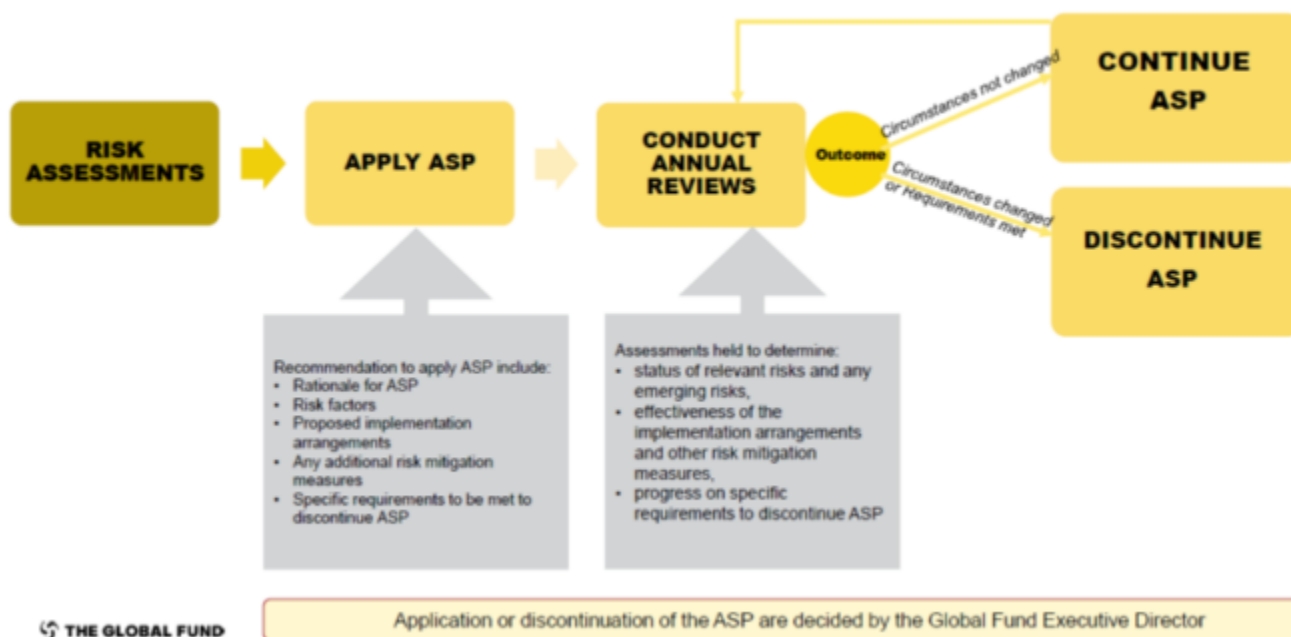 RISK
ASSESSMENTS
APPLY ASP
CONDUCT
ANNUAL
REVIEWS
Outcome
Circumstances not changed
Circumstances changed
or Requirements met
CONTINUE
ASP
DISCONTINUE
ASP
Recommendation to apply ASP include:
• Rationale for ASP
• Risk factors
• Proposed implementation
arrangements
• Any additional risk mitigation
measures
• Specific requirements to be met to
discontinue ASP
Assessments held to determine:
• status of relevant risks and any
emerging risks,
• effectiveness of the
implementation arrangements
and other risk mitigation
measures,
• progress on specific
requirements to discontinue ASP
THE GLOBAL FUND
Application or discontinuation of the ASP are decided by the Global Fund Executive Director